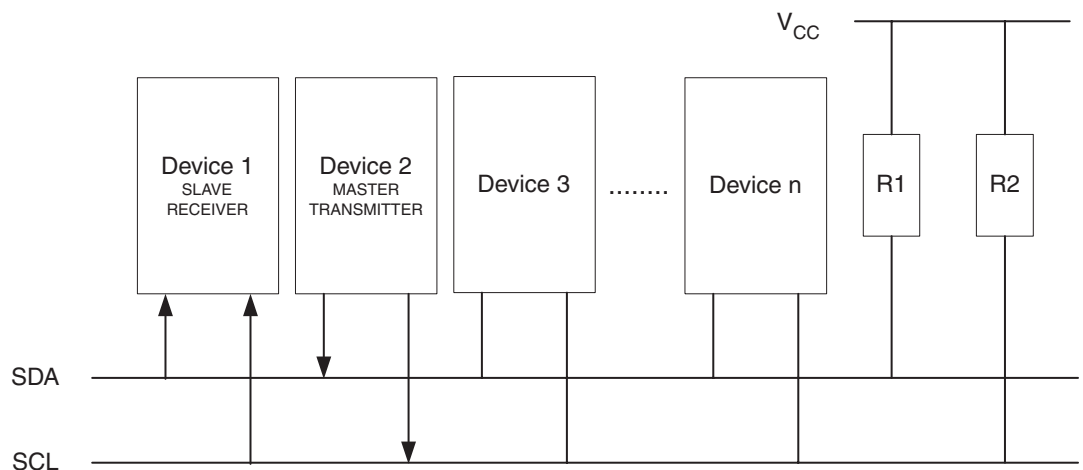 VCC
Device 1
SLAVE
RECEIVER
Device 2
MASTER
TRANSMITTER
Device 3
........
Device n
R1
R2
SDA
SCL